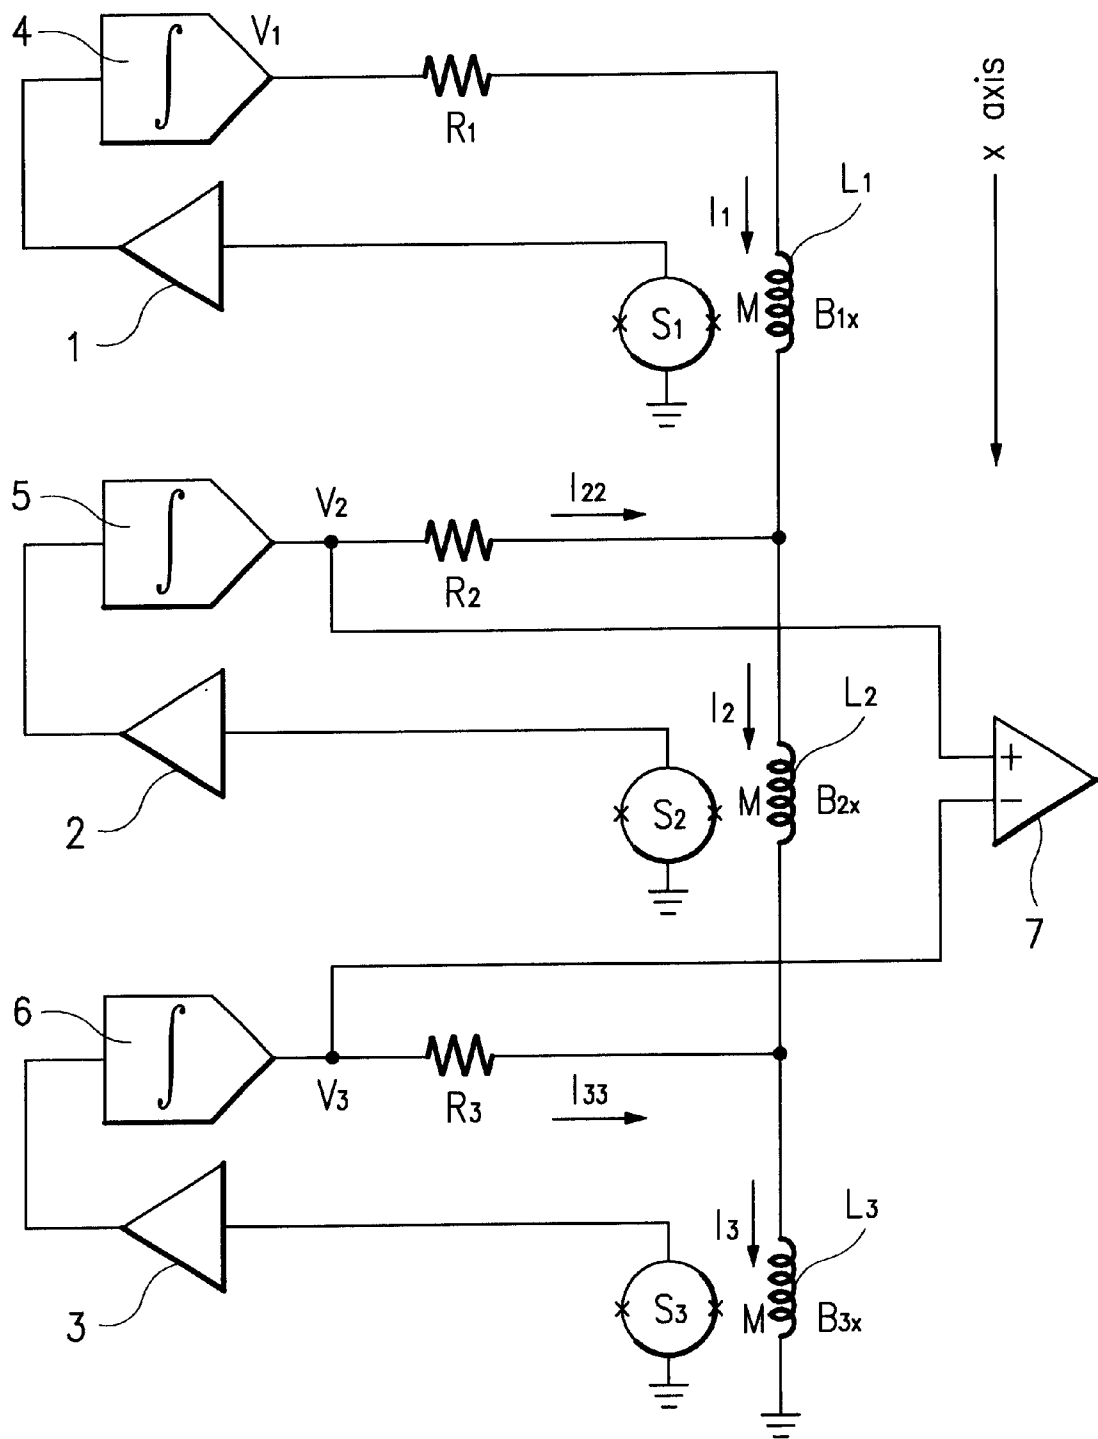 4
∫
V1
R1
x axis
I1
L1
1
S1
M
B1x
5
∫
V2
I22
R2
I2
L2
2
S2
M
B2x
+
−
7
6
∫
V3
R3
I33
I3
L3
3
S3
M
B3x